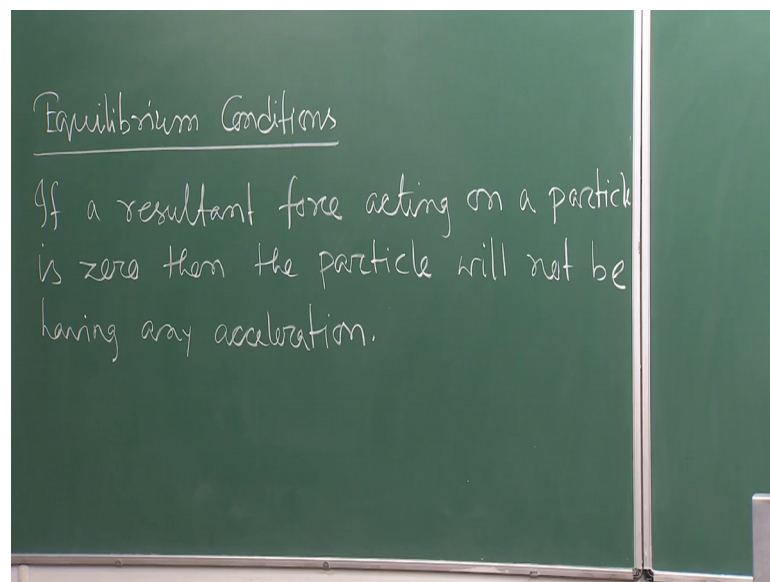 Equilibrium Conditions
If a resultant force acting on a particle
is zero then the particle will not be
having any acceleration.